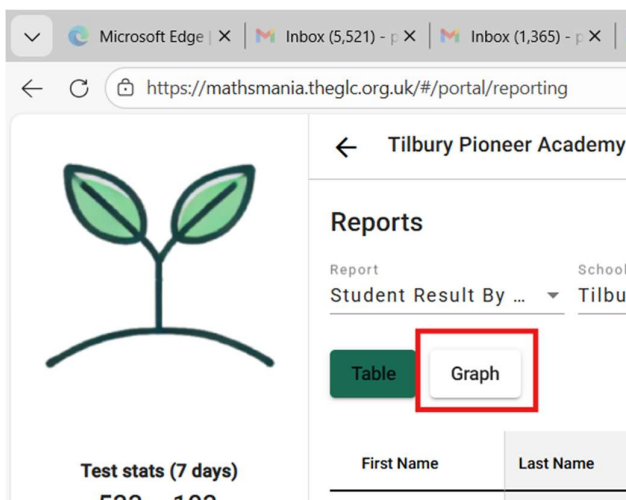 Microsoft Edge |
Inbox (5,521) - p
Inbox (1,365) - p
https://mathsmania.theglc.org.uk/#/portal/reporting
Tilbury Pioneer Academy
Reports
Report
School
Student Result By ...
Tilbu
Table
Graph
First Name
Last Name
Test stats (7 days)